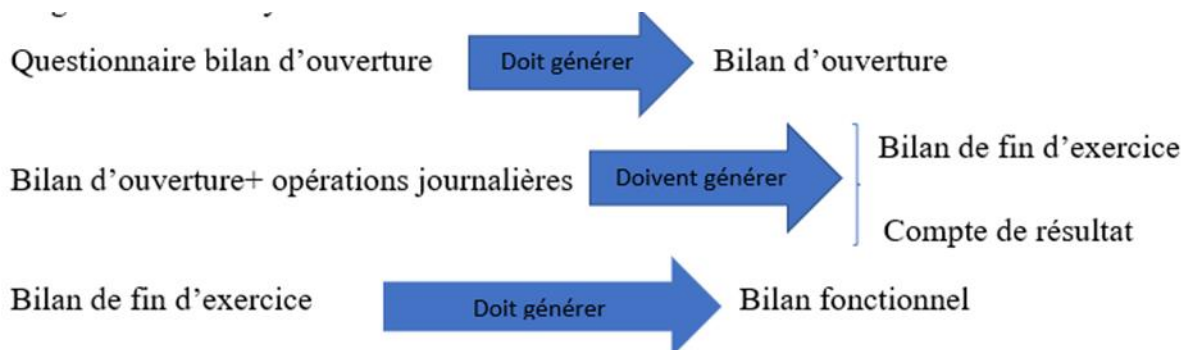 Questionnaire bilan d'ouverture Doit générer Bilan d'ouverture
Bilan de fin d'exercice
Bilan d'ouverture+ opérations journalières Doivent générer
Compte de résultat
Bilan de fin d'exercice Doit générer Bilan fonctionnel